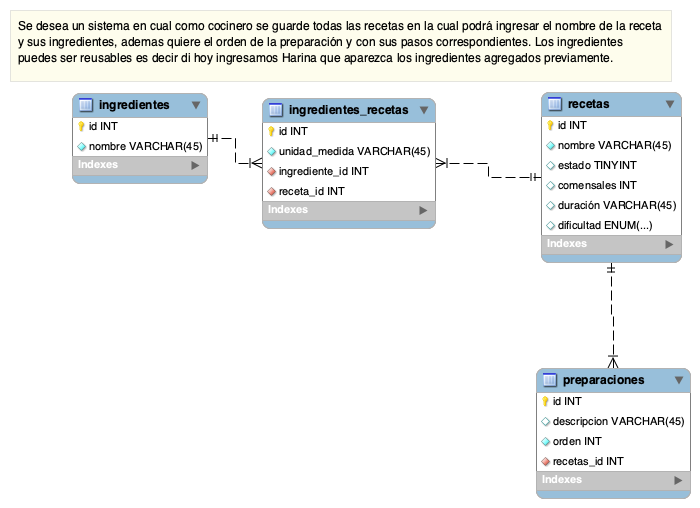 Se desea un sistema en cual como cocinero se guarde todas las recetas en la cual podrá ingresar el nombre de la receta
y sus ingredientes, ademas quiere el orden de la preparación y con sus pasos correspondientes. Los ingredientes
puedes ser reusables es decir di hoy ingresamos Harina que aparezca los ingredientes agregados previamente.
ingredientes
id INT
nombre VARCHAR(45)
Indexes
ingredientes_recetas
id INT
unidad_medida VARCHAR(45)
ingrediente_id INT
receta_id INT
Indexes
recetas
id INT
nombre VARCHAR(45)
estado TINYINT
comensales INT
duración VARCHAR(45)
dificultad ENUM(...)
Indexes
preparaciones
id INT
descripcion VARCHAR(45)
orden INT
recetas_id INT
Indexes